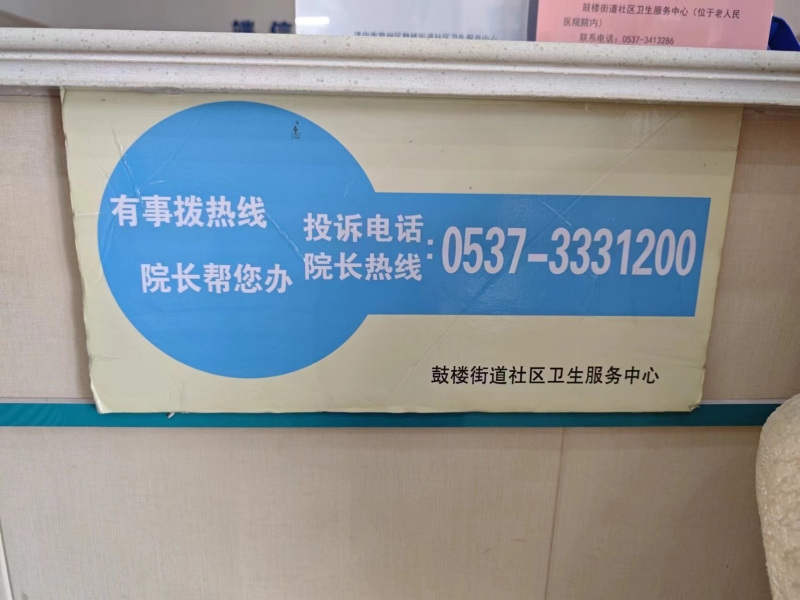 鼓楼街道社区卫生服务中心（位于老人民
医院院内）
联系电话：0537-3413286
有事拨热线
院长帮您办
投诉电话
院长热线
:0537-3331200
鼓楼街道社区卫生服务中心